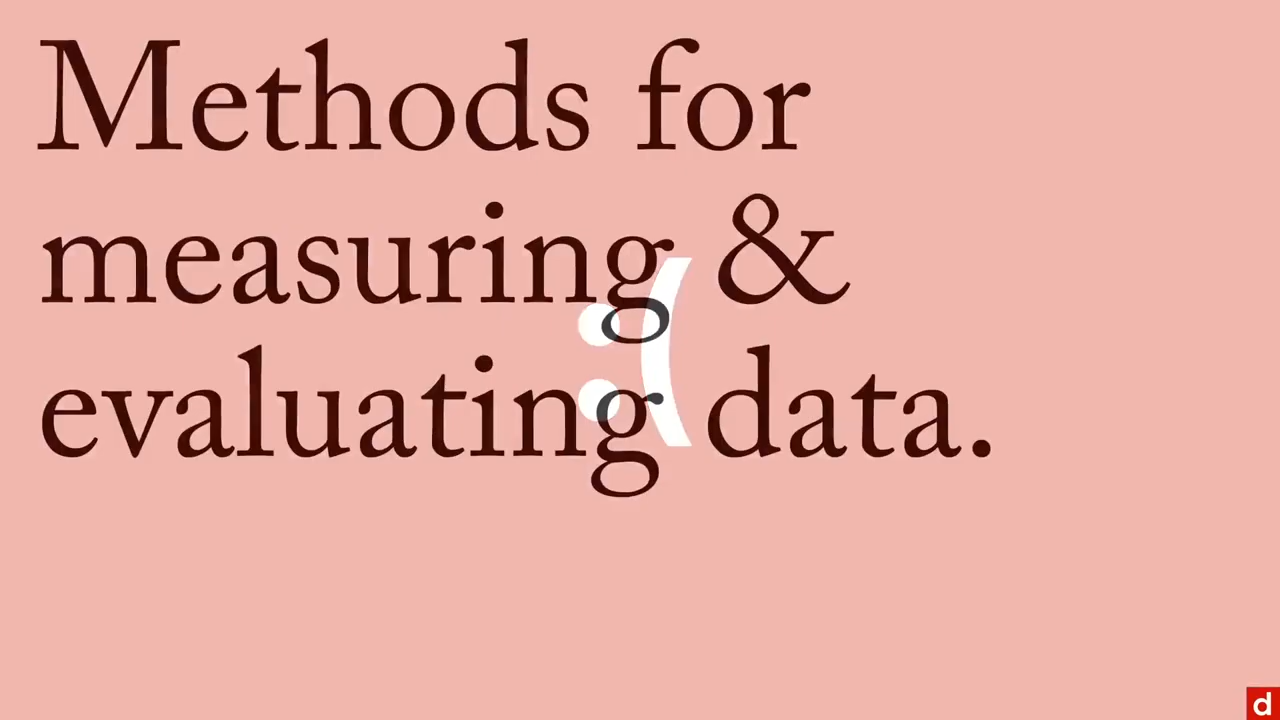 Methods for
measuring &
evaluating data.
:(
d